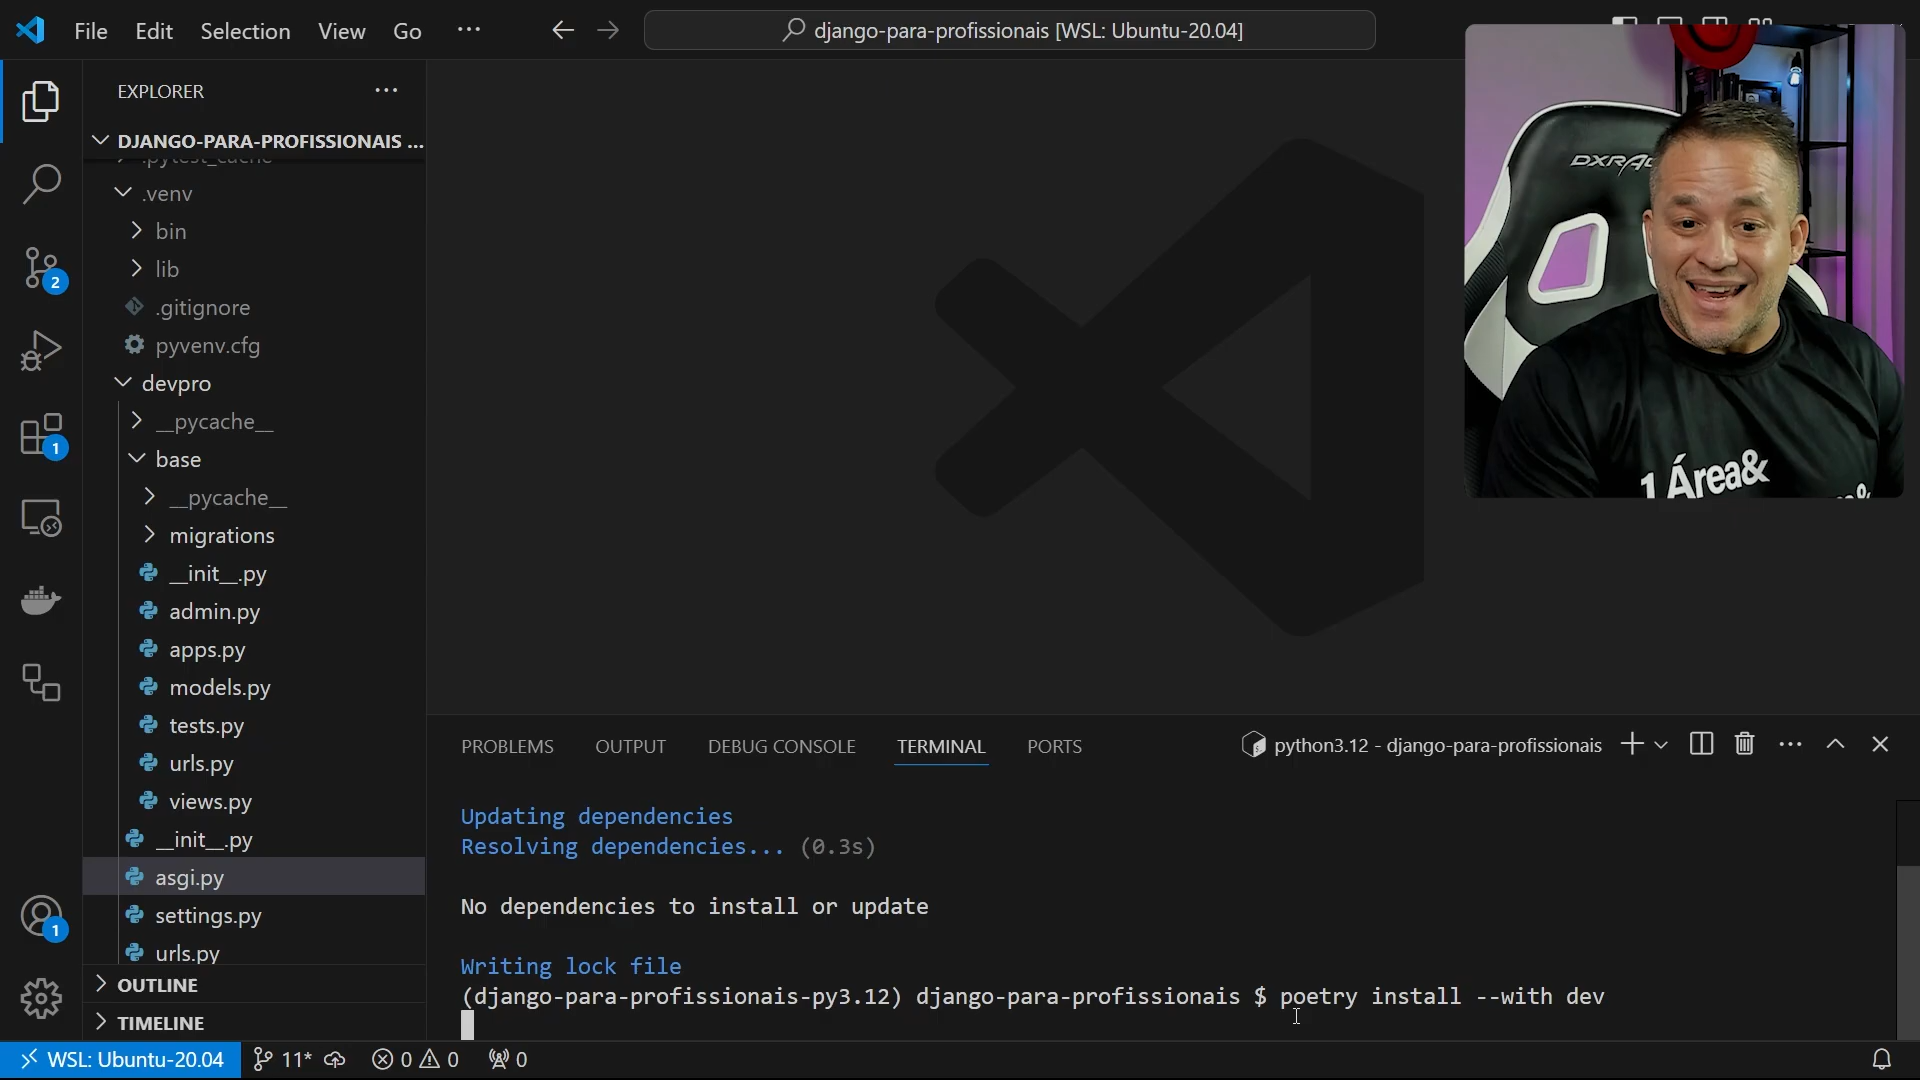 File Edit Selection View Go ...
django-para-profissionais [WSL: Ubuntu-20.04]
EXPLORER
DJANGO-PARA-PROFISSIONAIS ...
.pytest_cache
.venv
bin
lib
.gitignore
pyvenv.cfg
devpro
__pycache__
base
__pycache__
migrations
__init__.py
admin.py
apps.py
models.py
tests.py
urls.py
views.py
__init__.py
asgi.py
settings.py
urls.py
OUTLINE
TIMELINE
2
1
1
1 Área&
PROBLEMS OUTPUT DEBUG CONSOLE TERMINAL PORTS
python3.12 - django-para-profissionais
Updating dependencies
Resolving dependencies... (0.3s)
No dependencies to install or update
Writing lock file
(django-para-profissionais-py3.12) django-para-profissionais $ poetry install --with dev
WSL: Ubuntu-20.04 11* 0 0 0